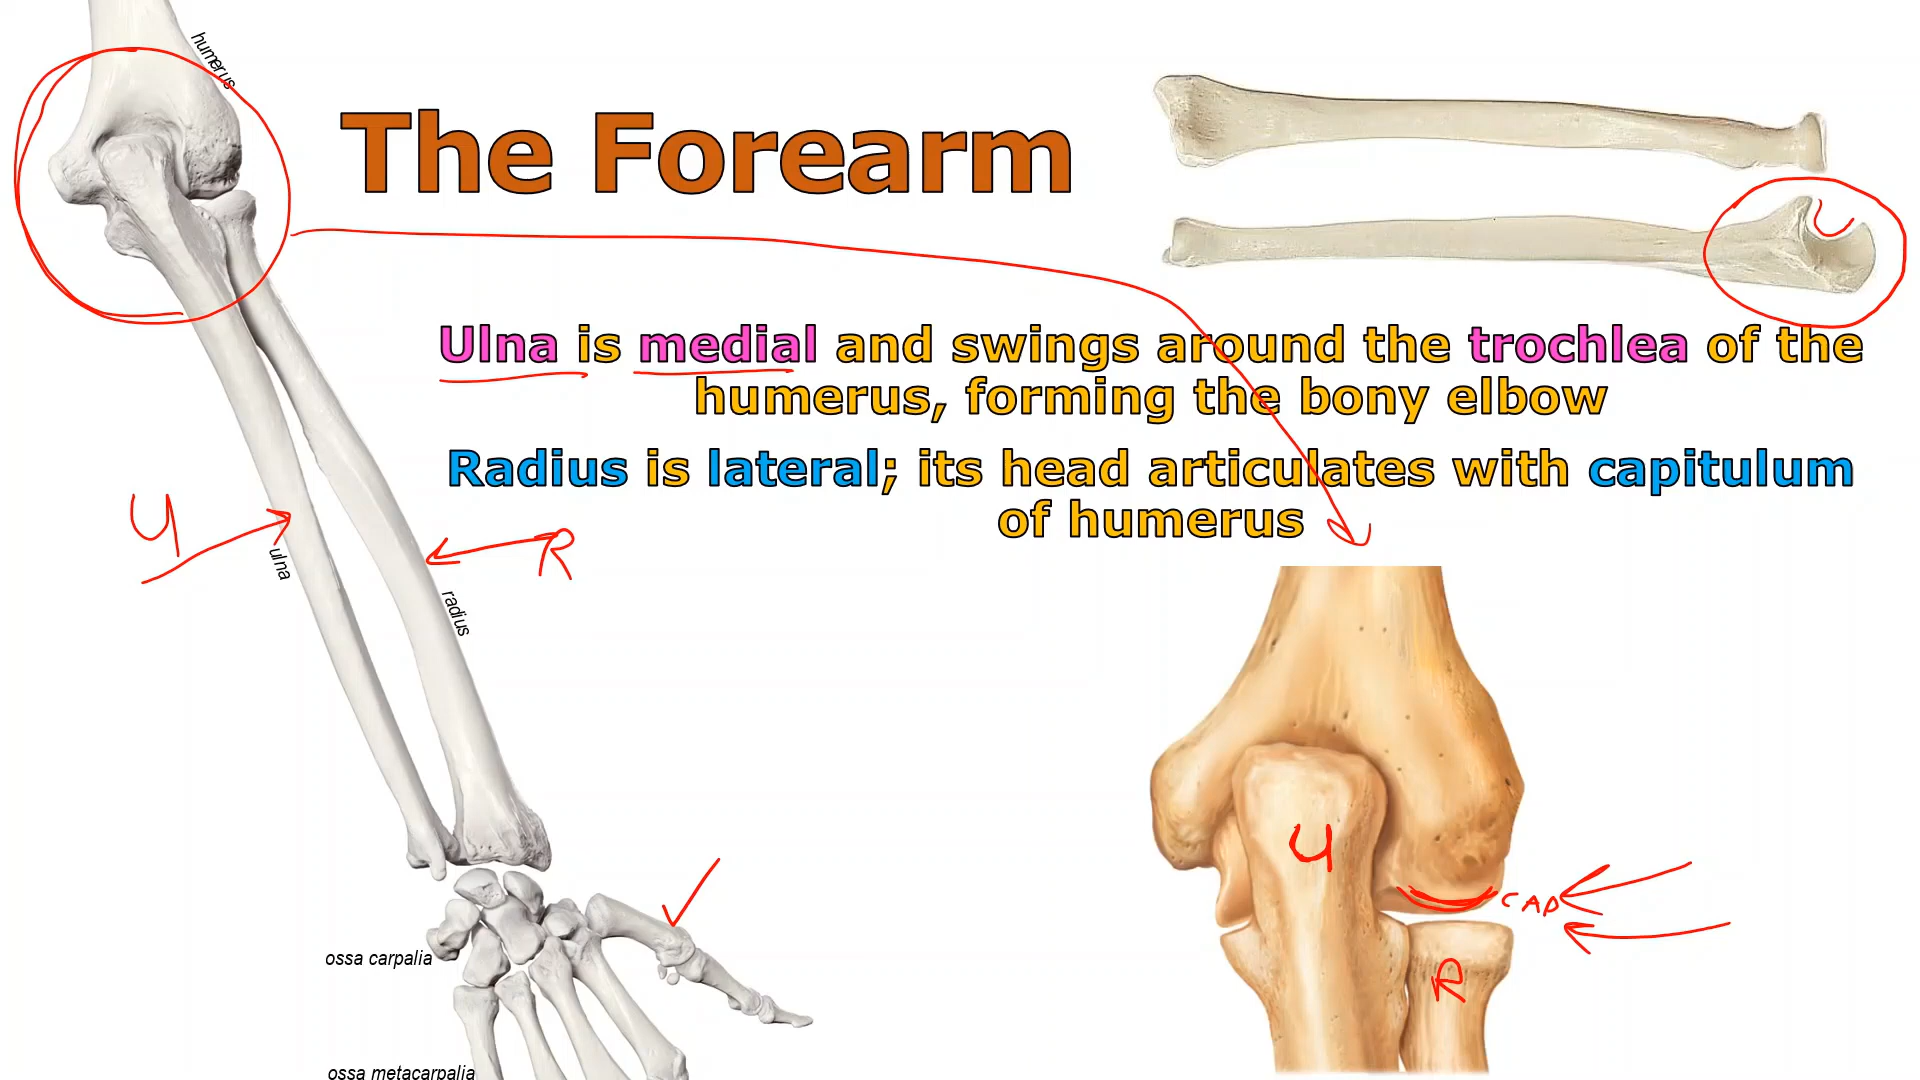 humerus
The Forearm
U
Ulna is medial and swings around the trochlea of the
humerus, forming the bony elbow
Radius is lateral; its head articulates with capitulum
of humerus
U
R
ulna
radius
U
CAP
R
ossa carpalia
ossa metacarpalia